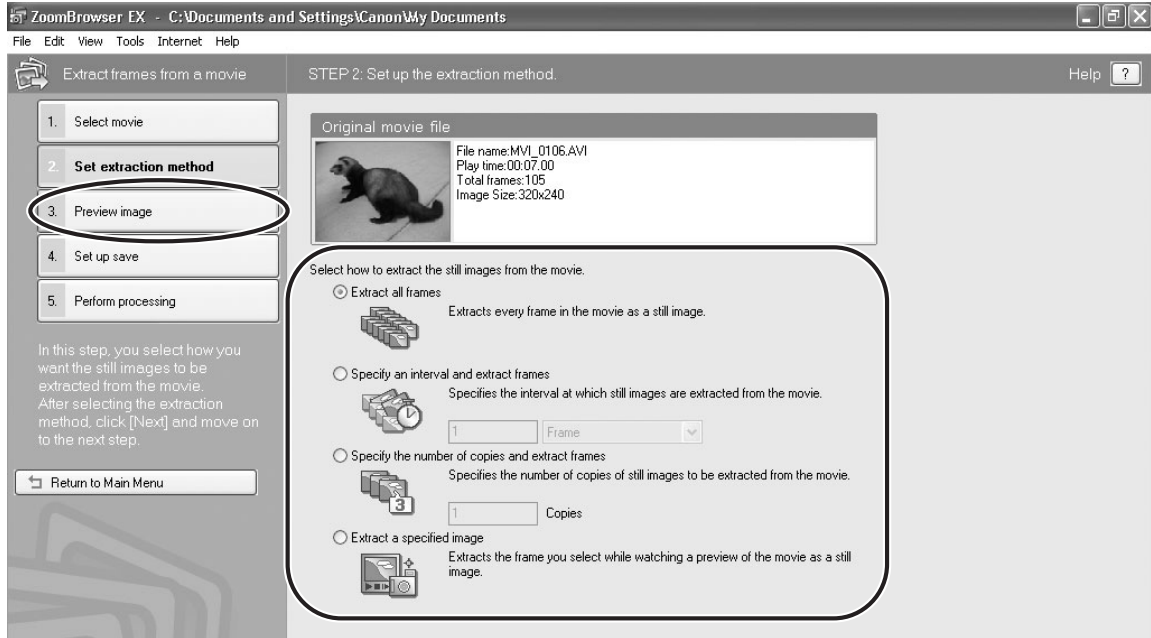 ZoomBrowser EX - C:\Documents and Settings\Canon\My Documents
File Edit View Tools Internet Help
Extract frames from a movie
STEP 2: Set up the extraction method.
Help ?
1. Select movie
2. Set extraction method
3. Preview image
4. Set up save
5. Perform processing
In this step, you select how you
want the still images to be
extracted from the movie.
After selecting the extraction
method, click [Next] and move on
to the next step.
Return to Main Menu
Original movie file
File name:MVI_0106.AVI
Play time:00:07.00
Total frames:105
Image Size:320x240
Select how to extract the still images from the movie.
Extract all frames
Extracts every frame in the movie as a still image.
Specify an interval and extract frames
Specifies the interval at which still images are extracted from the movie.
1 Frame
Specify the number of copies and extract frames
Specifies the number of copies of still images to be extracted from the movie.
3
1 Copies
Extract a specified image
Extracts the frame you select while watching a preview of the movie as a still
image.